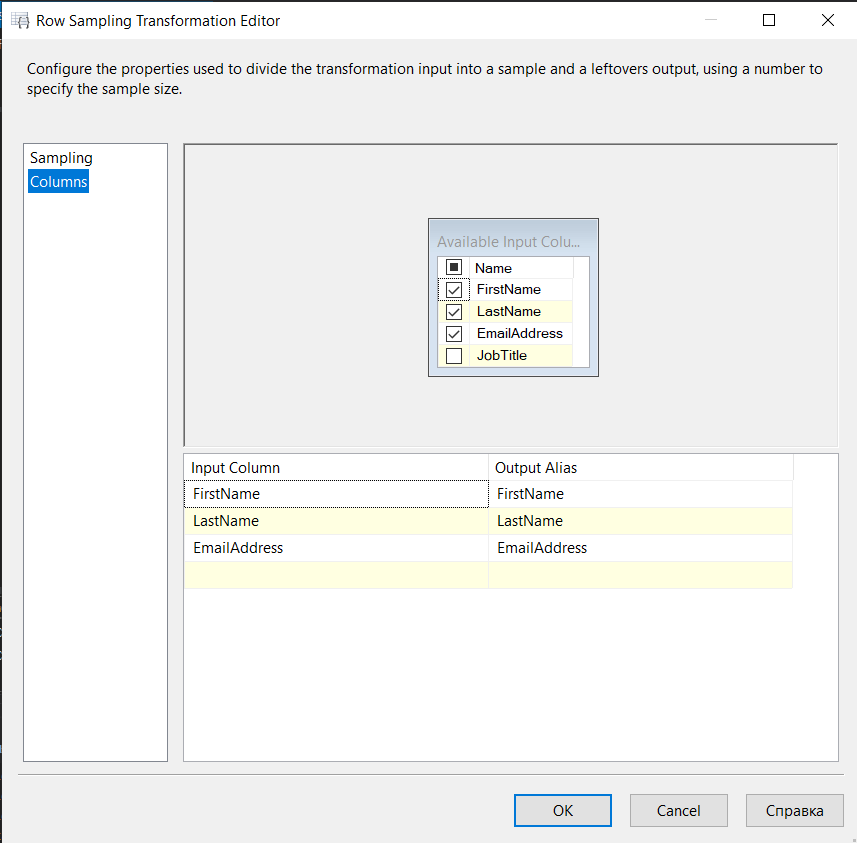 Row Sampling Transformation Editor
Configure the properties used to divide the transformation input into a sample and a leftovers output, using a number to
specify the sample size.
Sampling
Columns
Available Input Colu...
Name
FirstName
LastName
EmailAddress
JobTitle
Input Column Output Alias
FirstName FirstName
LastName LastName
EmailAddress EmailAddress
OK Cancel Справка